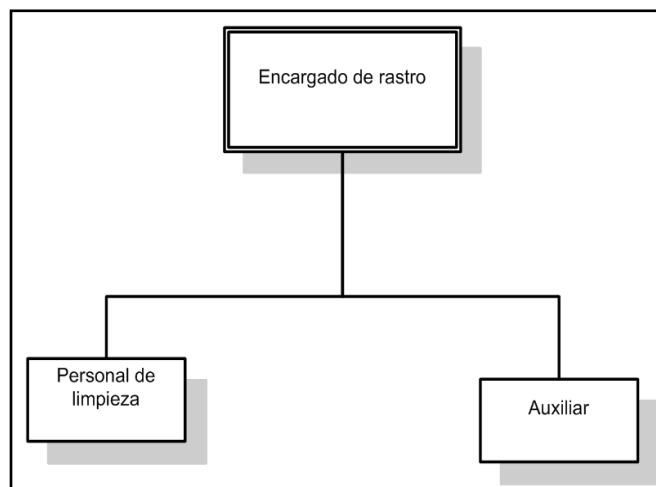 Encargado de rastro
Personal de
limpieza
Auxiliar